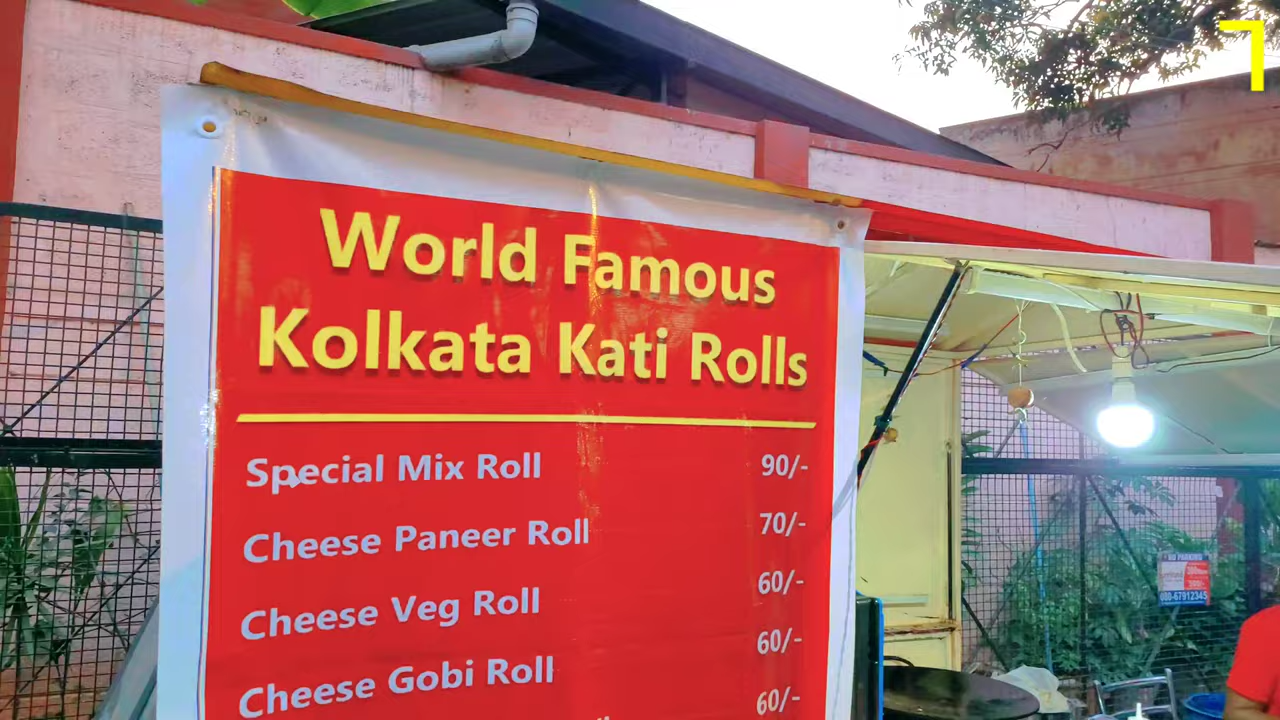 World Famous
Kolkata Kati Rolls
Special Mix Roll 90/-
Cheese Paneer Roll 70/-
Cheese Veg Roll 60/-
Cheese Gobi Roll 60/-
60/-
NO PARKING
080-67912345